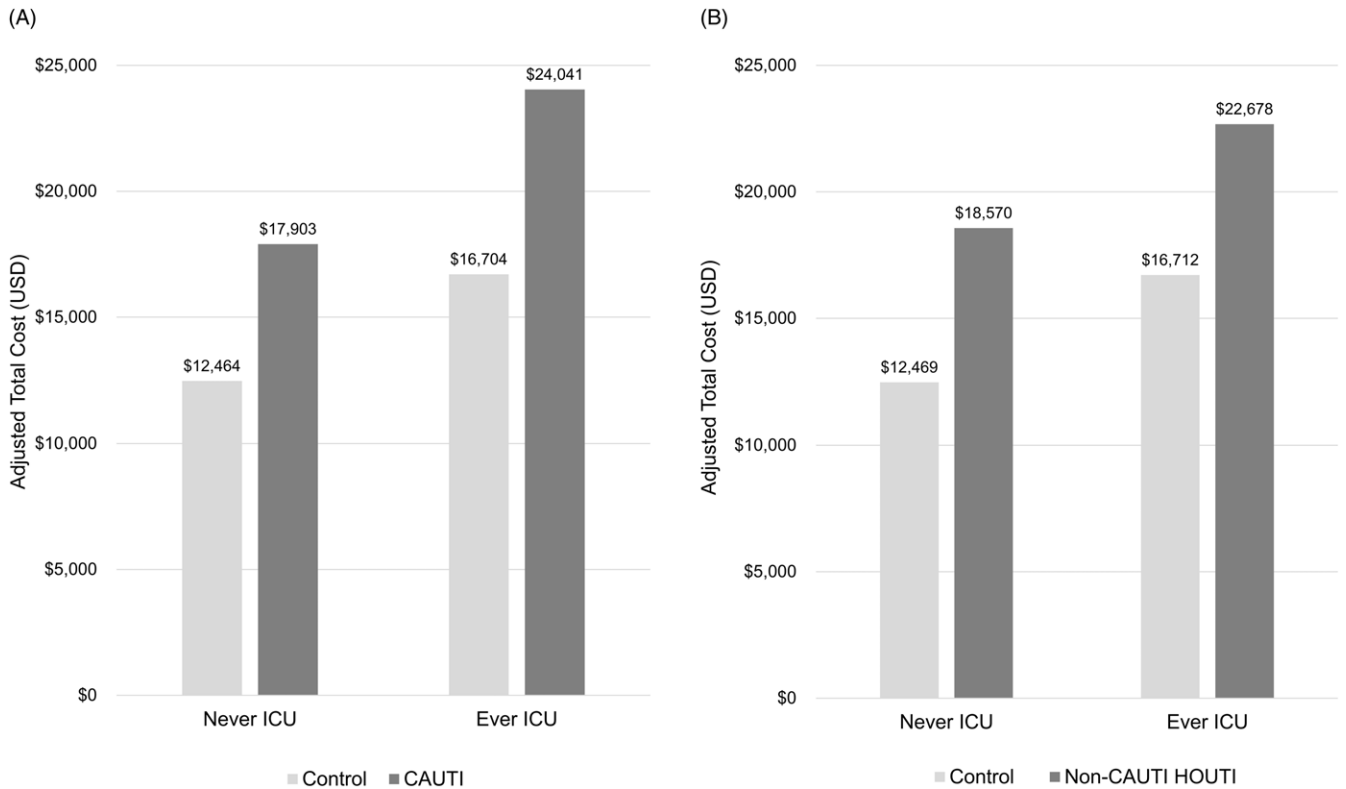 (A)
Adjusted Total Cost (USD)
$25,000
$20,000
$15,000
$10,000
$5,000
$0
$12,464
$17,903
$16,704
$24,041
Never ICU
Ever ICU
Control
CAUTI
(B)
Adjusted Total Cost (USD)
$25,000
$20,000
$15,000
$10,000
$5,000
$0
$12,469
$18,570
$16,712
$22,678
Never ICU
Ever ICU
Control
Non-CAUTI HOUTI